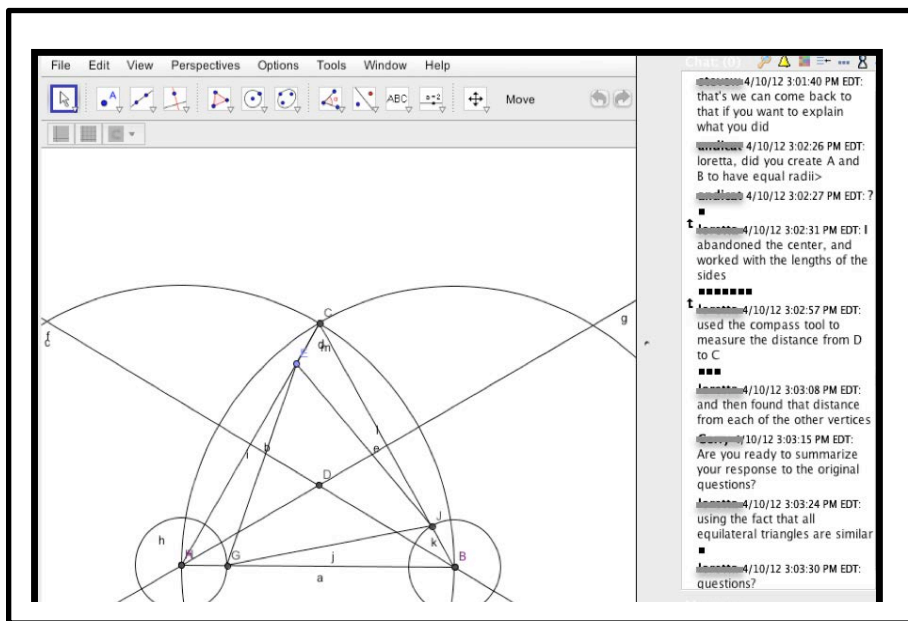 File Edit View Perspectives Options Tools Window Help
Chat: (0)
A
ABC
a=2
Move
4/10/12 3:01:40 PM EDT:
that's we can come back to
that if you want to explain
what you did
4/10/12 3:02:26 PM EDT:
loretta, did you create A and
B to have equal radii>
4/10/12 3:02:27 PM EDT: ?
t
4/10/12 3:02:31 PM EDT: I
abandoned the center, and
worked with the lengths of the
sides
t
4/10/12 3:02:57 PM EDT:
used the compass tool to
measure the distance from D
to C
4/10/12 3:03:08 PM EDT:
and then found that distance
from each of the other vertices
4/10/12 3:03:15 PM EDT:
Are you ready to summarize
your response to the original
questions?
4/10/12 3:03:24 PM EDT:
using the fact that all
equilateral triangles are similar
4/10/12 3:03:30 PM EDT:
questions?
C
g
f
c
E
l
b
i
e
D
J
h
G
j
k
B
a